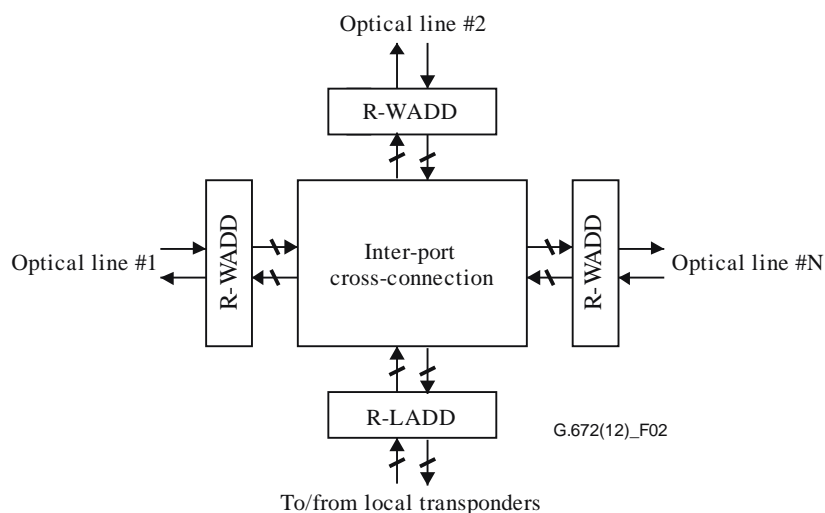 Optical line #2
R-WADD
Optical line #1
R-WADD
Inter-port
cross-connection
R-WADD
Optical line #N
R-LADD
G.672(12)_F02
To/from local transponders